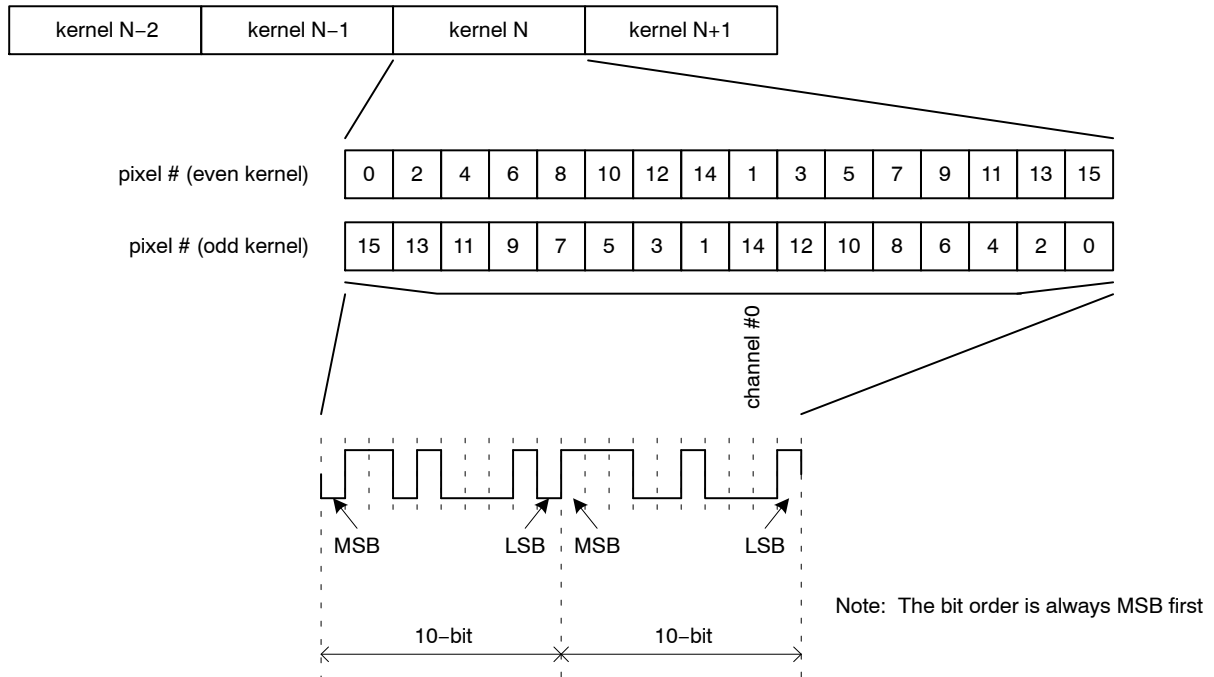 kernel N−2 kernel N−1 kernel N kernel N+1
pixel # (even kernel) 0 2 4 6 8 10 12 14 1 3 5 7 9 11 13 15
pixel # (odd kernel) 15 13 11 9 7 5 3 1 14 12 10 8 6 4 2 0
channel #0
MSB LSB MSB LSB
Note: The bit order is always MSB first
10−bit 10−bit